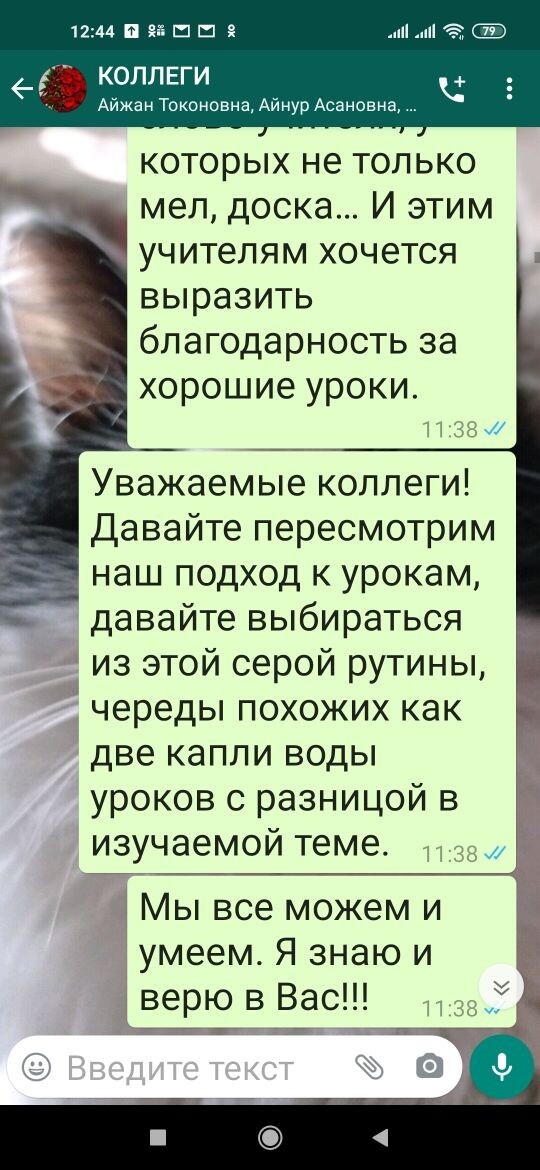 12:44
79
КОЛЛЕГИ
Айжан Токоновна, Айнур Асановна, ...
которых не только
мел, доска... И этим
учителям хочется
выразить
благодарность за
хорошие уроки.
11:38
Уважаемые коллеги!
Давайте пересмотрим
наш подход к урокам,
давайте выбираться
из этой серой рутины,
череды похожих как
две капли воды
уроков с разницой в
изучаемой теме.
11:38
Мы все можем и
умеем. Я знаю и
верю в Вас!!!
11:38
Введите текст